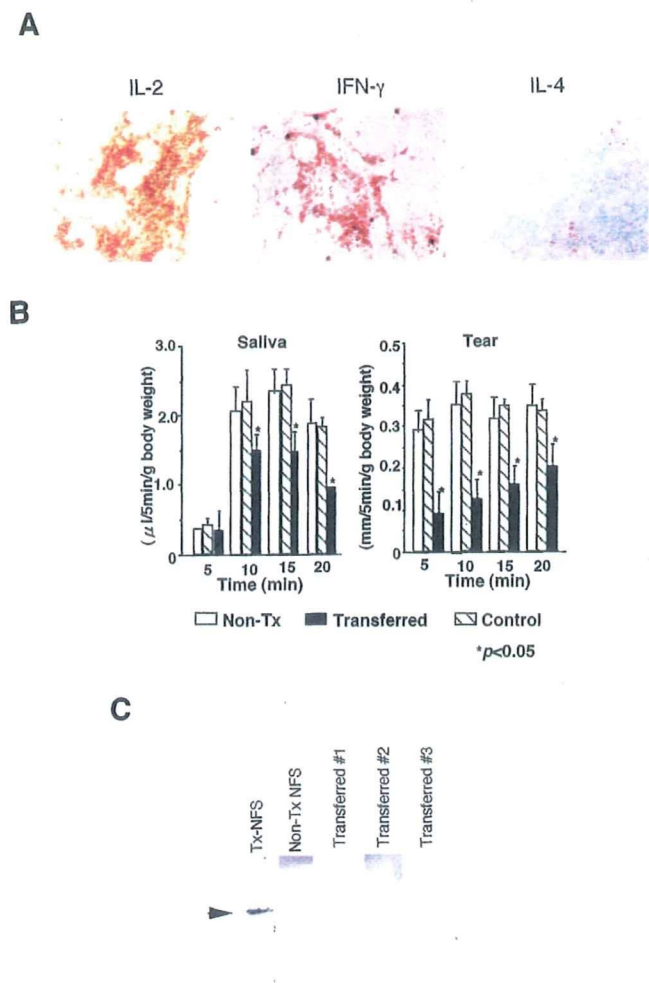 A
IL-2 IFN-γ IL-4
B
Saliva Tear
3.0 2.0 1.0 0
(μl/5min/g body weight)
5 10 15 20
Time (min)
0.5 0.4 0.3 0.1 0
(mm/5min/g body weight)
5 10 15 20
Time (min)
* * * * * * *
Non-Tx Transferred Control
*p<0.05
C
Tx-NFS
Non-Tx NFS
Transferred #1
Transferred #2
Transferred #3